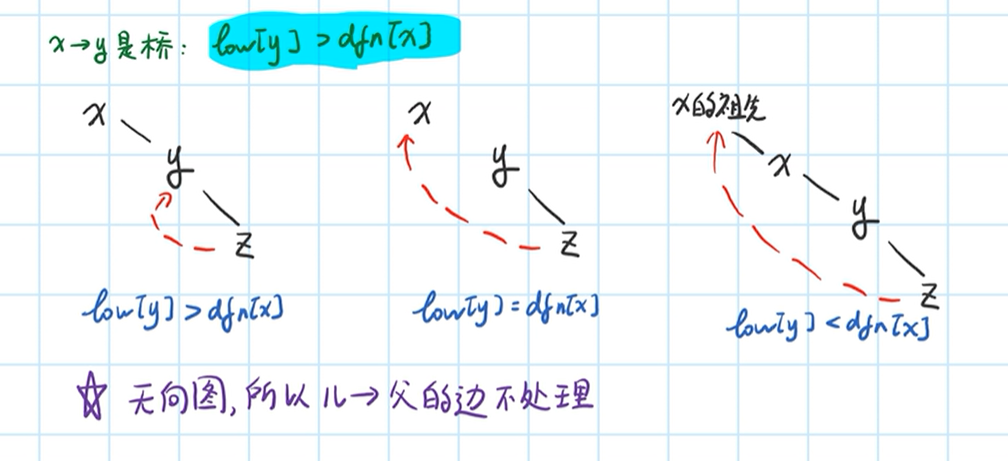 x→y是桥: low[y] > dfn[x]
x x x的祖先
y y x
z z y
z
low[y] > dfn[x] low[y] = dfn[x] low[y] < dfn[x]
☆ 无向图,所以儿→父的边不处理